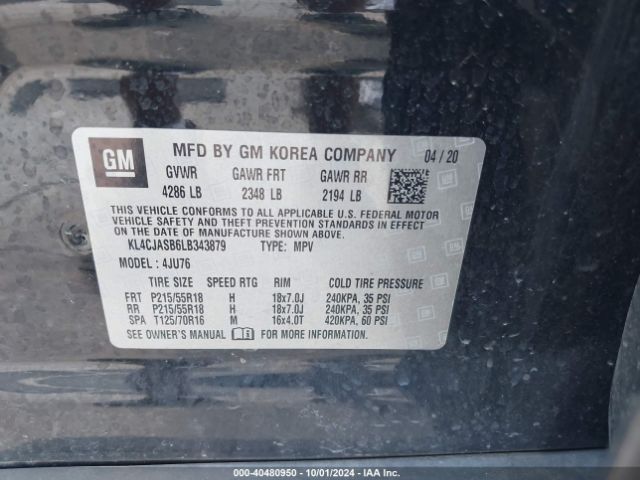 GM
MFD BY GM KOREA COMPANY 04 / 20
GVWR GAWR FRT GAWR RR
4286 LB 2348 LB 2194 LB
THIS VEHICLE CONFORMS TO ALL APPLICABLE U.S. FEDERAL MOTOR
VEHICLE SAFETY AND THEFT PREVENTION STANDARDS IN EFFECT
ON THE DATE OF MANUFACTURE SHOWN ABOVE.
KL4CJASB6LB343879 TYPE: MPV
MODEL : 4JU76
TIRE SIZE SPEED RTG RIM COLD TIRE PRESSURE
FRT P215/55R18 H 18x7.0J 240KPA, 35 PSI
RR P215/55R18 H 18x7.0J 240KPA, 35 PSI
SPA T125/70R16 M 16x4.0T 420KPA, 60 PSI
SEE OWNER'S MANUAL FOR MORE INFORMATION.
000-40480950 - 10/01/2024 - IAA Inc.